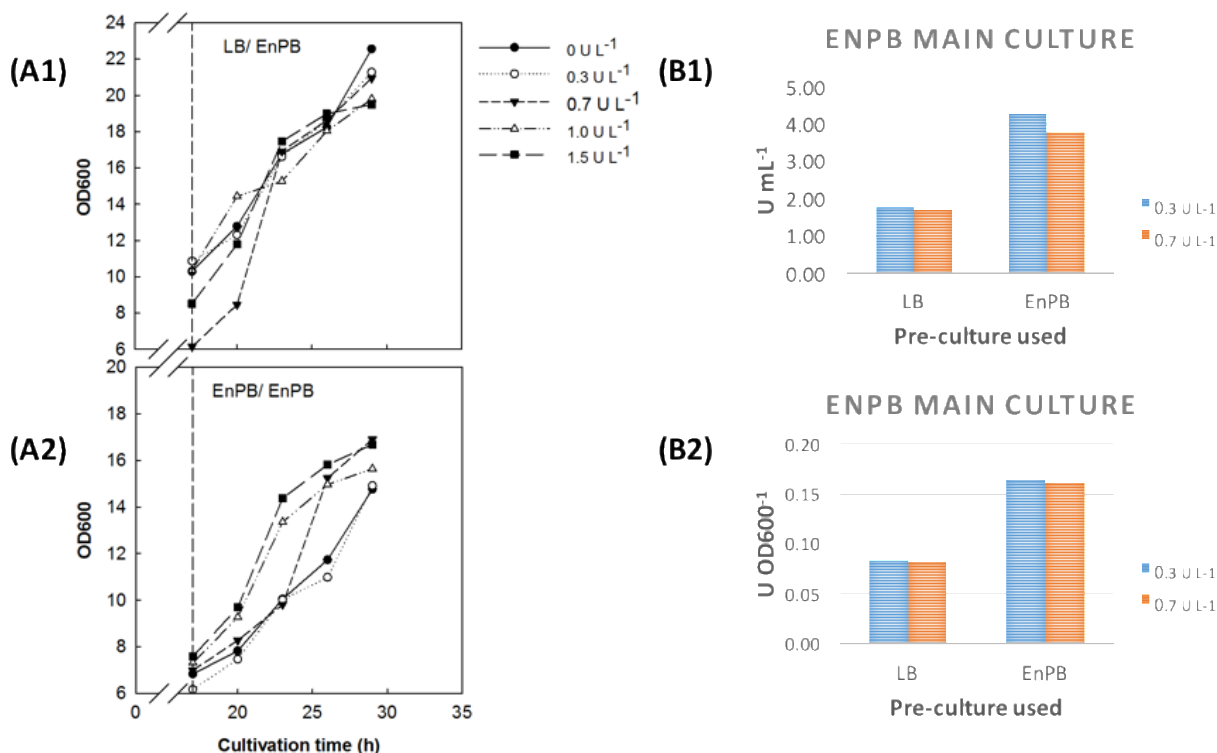 (A1)
LB/ EnPB
24
22
20
18
16
14
12
10
8
6
OD600
0 U L⁻¹
0.3 U L⁻¹
0.7 U L⁻¹
1.0 U L⁻¹
1.5 U L⁻¹
(A2)
EnPB/ EnPB
20
18
16
14
12
10
8
6
OD600
0 20 25 30 35
Cultivation time (h)
(B1)
ENPB MAIN CULTURE
5.00
4.00
3.00
2.00
1.00
0.00
U mL⁻¹
LB EnPB
Pre-culture used
0.3 U L-1
0.7 U L-1
(B2)
ENPB MAIN CULTURE
0.20
0.15
0.10
0.05
0.00
U OD600⁻¹
LB EnPB
Pre-culture used
0.3 U L-1
0.7 U L-1